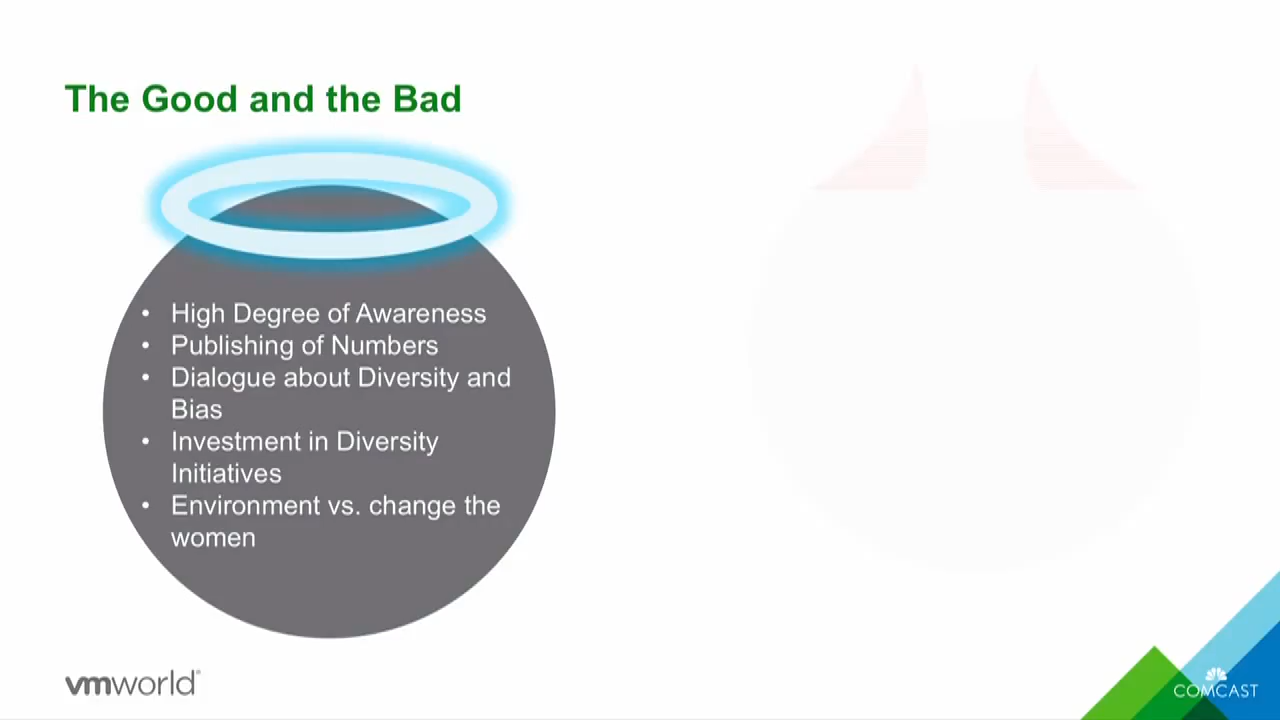 The Good and the Bad
• High Degree of Awareness
• Publishing of Numbers
• Dialogue about Diversity and
Bias
• Investment in Diversity
Initiatives
• Environment vs. change the
women
vmworld®
COMCAST